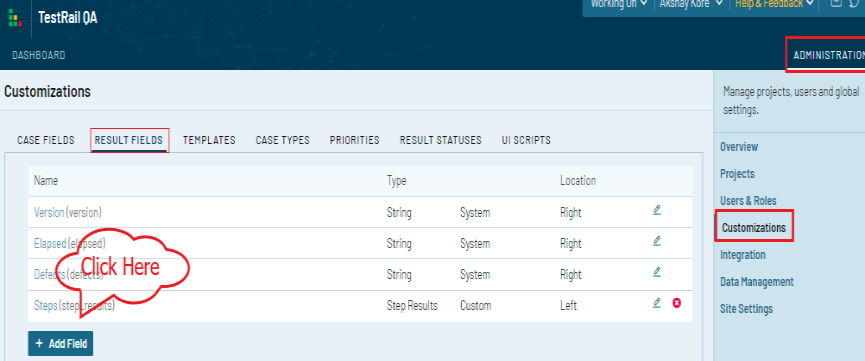 Working On Akshay Kore Help & Feedback
TestRail QA
DASHBOARD ADMINISTRATION
Customizations
Manage projects, users and global
settings.
CASE FIELDS RESULT FIELDS TEMPLATES CASE TYPES PRIORITIES RESULT STATUSES UI SCRIPTS
Overview
Projects
Users & Roles
Customizations
Integration
Data Management
Site Settings
Name Type Location
Version (version) String System Right
Elapsed (elapsed) String System Right
Defects (defects) String System Right
Steps (step_results) Step Results Custom Left
Click Here
+ Add Field